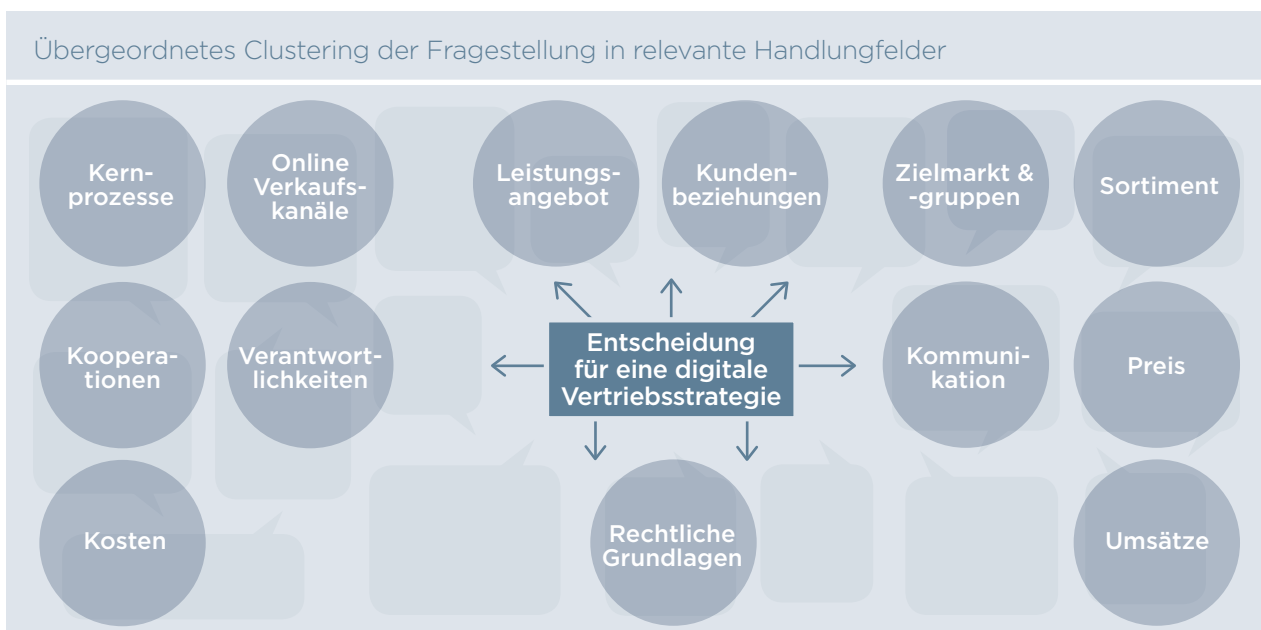 Übergeordnetes Clustering der Fragestellung in relevante Handlungfelder
Kern-
prozesse
Online
Verkaufs-
kanäle
Leistungs-
angebot
Kunden-
beziehungen
Zielmarkt &
-gruppen
Sortiment
Koopera-
tionen
Verantwort-
lichkeiten
Entscheidung
für eine digitale
Vertriebsstrategie
Kommuni-
kation
Preis
Kosten
Rechtliche
Grundlagen
Umsätze